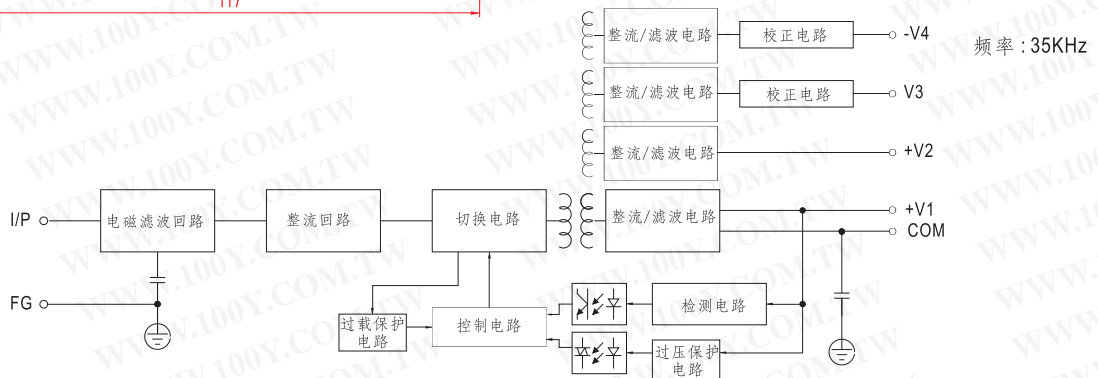 117
整流/滤波电路
校正电路
-V4
频率 : 35KHz
整流/滤波电路
校正电路
V3
整流/滤波电路
+V2
I/P
电磁滤波回路
整流回路
切换电路
整流/滤波电路
+V1
COM
FG
过载保护
电路
控制电路
检测电路
过压保护
电路
WWW.100Y.COM.TW